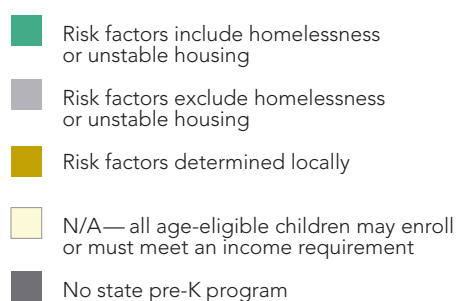 Risk factors include homelessness
or unstable housing
Risk factors exclude homelessness
or unstable housing
Risk factors determined locally
N/A— all age-eligible children may enroll
or must meet an income requirement
No state pre-K program